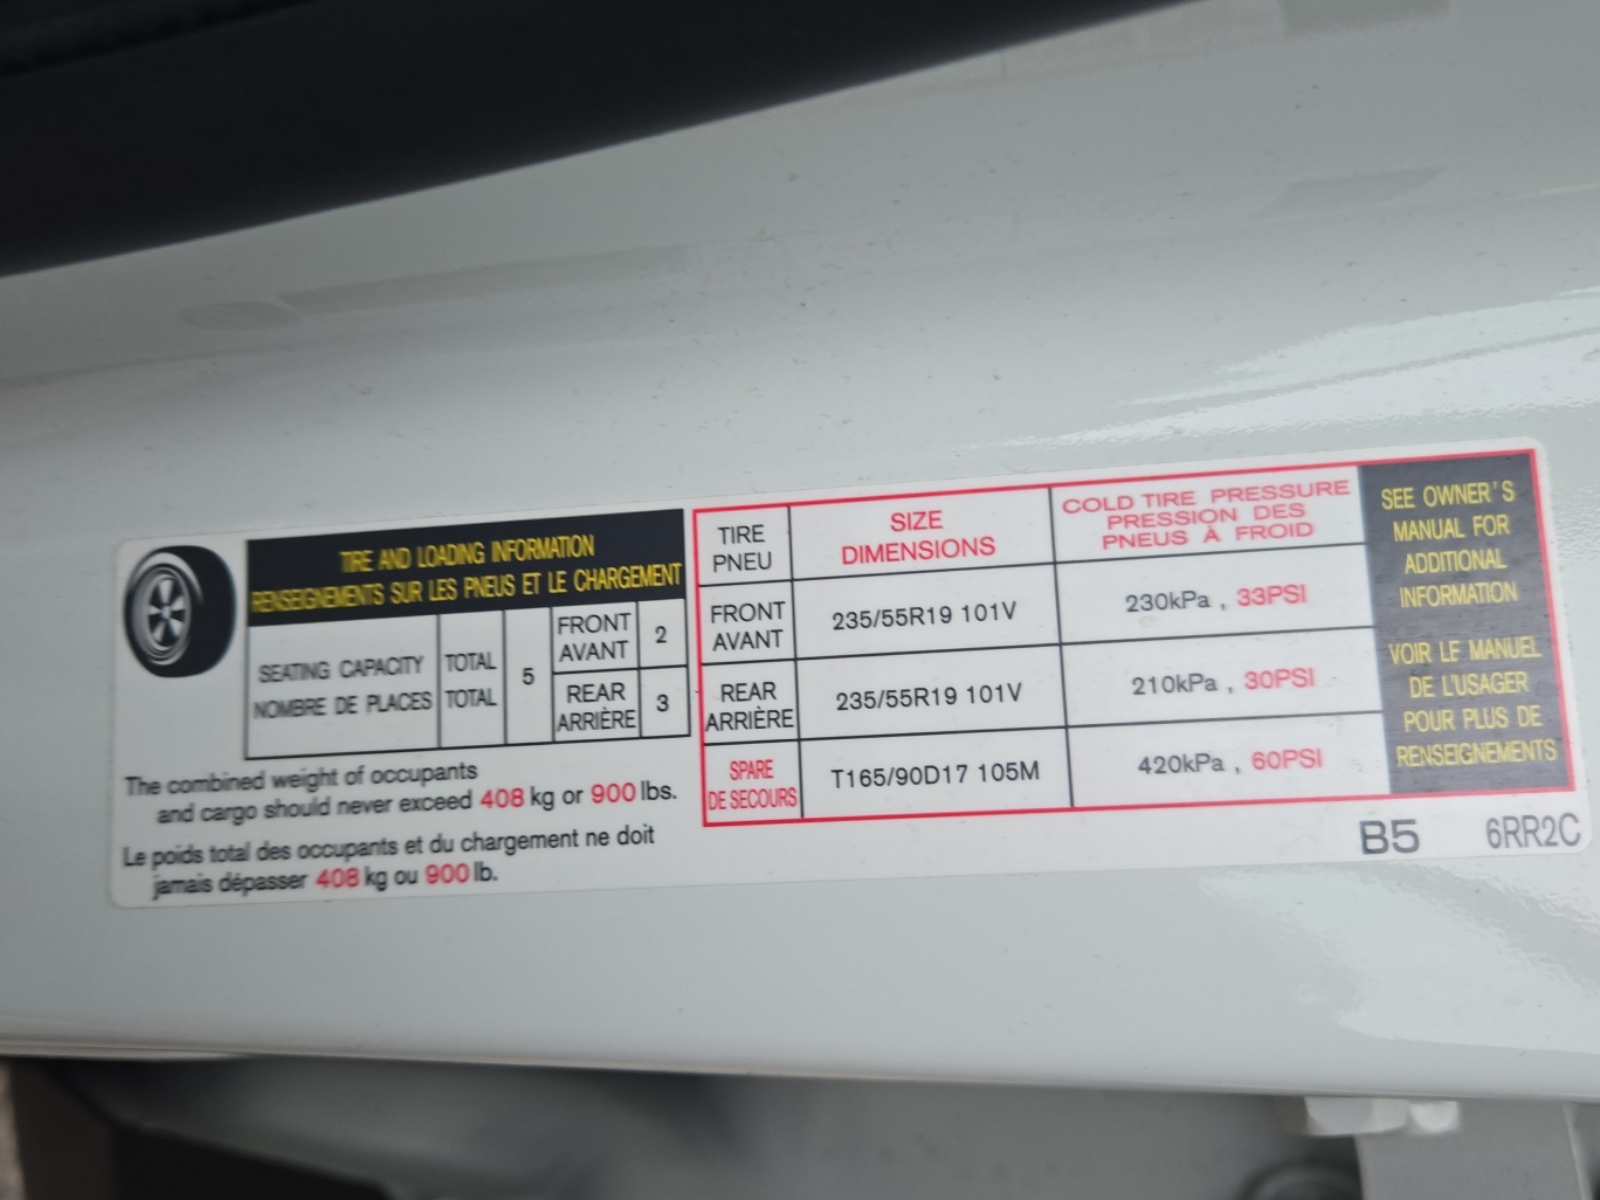 TIRE AND LOADING INFORMATION
RENSEIGNEMENTS SUR LES PNEUS ET LE CHARGEMENT
SEATING CAPACITY
NOMBRE DE PLACES
TOTAL
TOTAL
5
FRONT
AVANT
2
REAR
ARRIÈRE
3
The combined weight of occupants
and cargo should never exceed 408 kg or 900 lbs.
Le poids total des occupants et du chargement ne doit
jamais dépasser 408 kg ou 900 lb.
TIRE
PNEU
SIZE
DIMENSIONS
COLD TIRE PRESSURE
PRESSION DES
PNEUS À FROID
FRONT
AVANT
235/55R19 101V
230kPa , 33PSI
REAR
ARRIÈRE
235/55R19 101V
210kPa , 30PSI
SPARE
DE SECOURS
T165/90D17 105M
420kPa , 60PSI
SEE OWNER'S
MANUAL FOR
ADDITIONAL
INFORMATION
VOIR LE MANUEL
DE L'USAGER
POUR PLUS DE
RENSEIGNEMENTS
B5 6RR2C